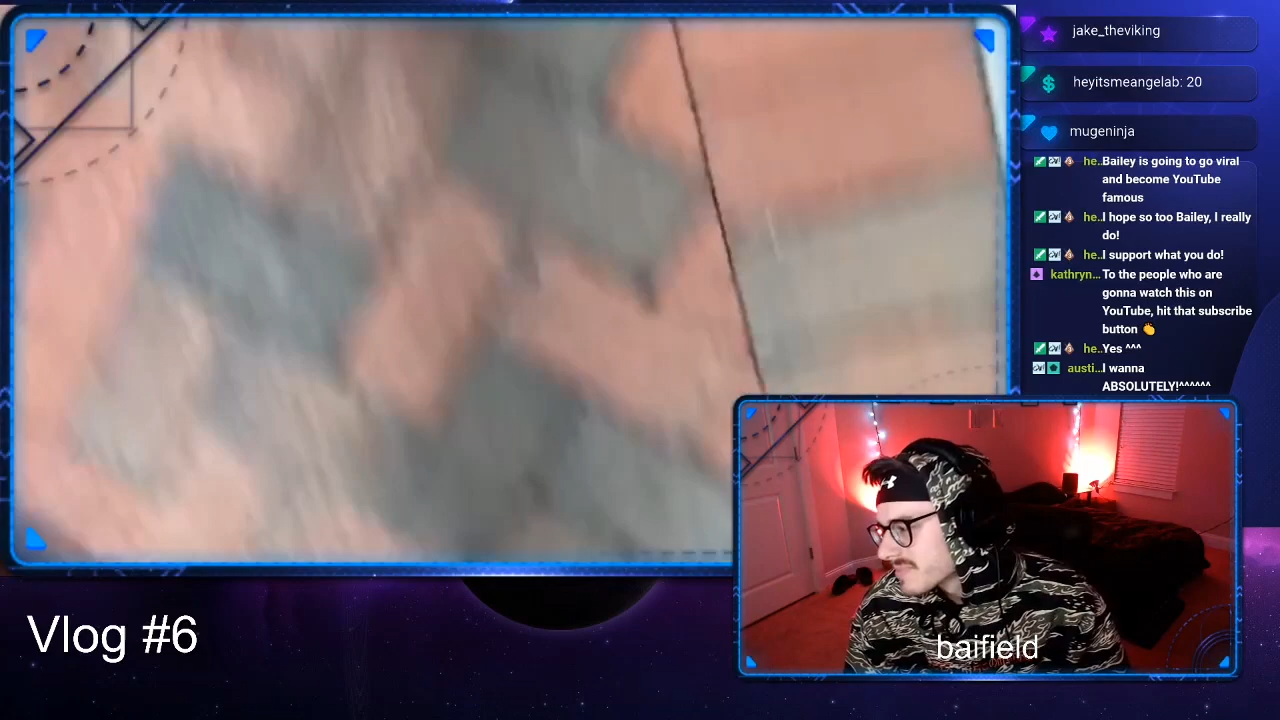 jake_theviking
heyitsmeangelab: 20
mugeninja
he..Bailey is going to go viral
and become YouTube
famous
he..I hope so too Bailey, I really
do!
he..I support what you do!
kathryn...To the people who are
gonna watch this on
YouTube, hit that subscribe
button 👏
he..Yes ^^^
austi...I wanna
ABSOLUTELY!^^^^^^
Vlog #6
baifield